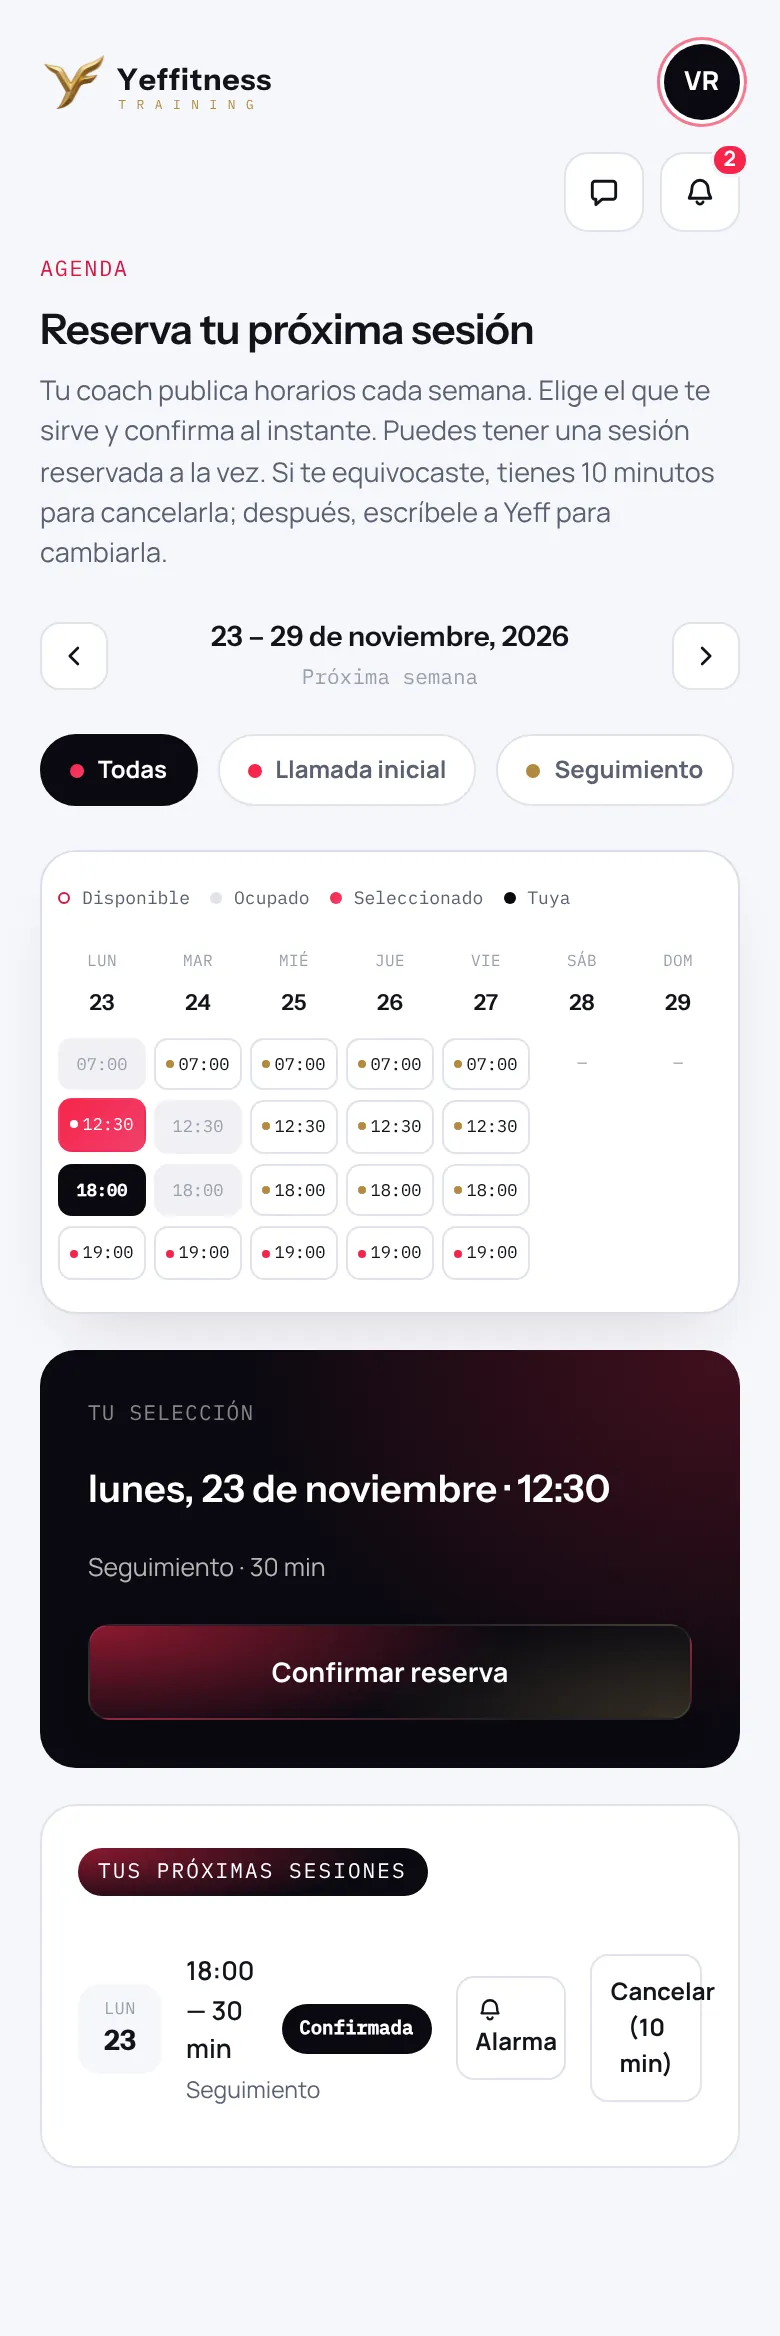 Yeffitness
TRAINING
VR
2
AGENDA
Reserva tu próxima sesión
Tu coach publica horarios cada semana. Elige el que te
sirve y confirma al instante. Puedes tener una sesión
reservada a la vez. Si te equivocaste, tienes 10 minutos
para cancelarla; después, escríbele a Yeff para
cambiarla.
23 – 29 de noviembre, 2026
Próxima semana
Todas
Llamada inicial
Seguimiento
Disponible Ocupado Seleccionado Tuya
LUN MAR MIÉ JUE VIE SÁB DOM
23 24 25 26 27 28 29
07:00 07:00 07:00 07:00 07:00 – –
12:30 12:30 12:30 12:30 12:30
18:00 18:00 18:00 18:00 18:00
19:00 19:00 19:00 19:00 19:00
TU SELECCIÓN
lunes, 23 de noviembre · 12:30
Seguimiento · 30 min
Confirmar reserva
TUS PRÓXIMAS SESIONES
LUN
23
18:00
— 30
min
Seguimiento
Confirmada
Alarma
Cancelar
(10
min)